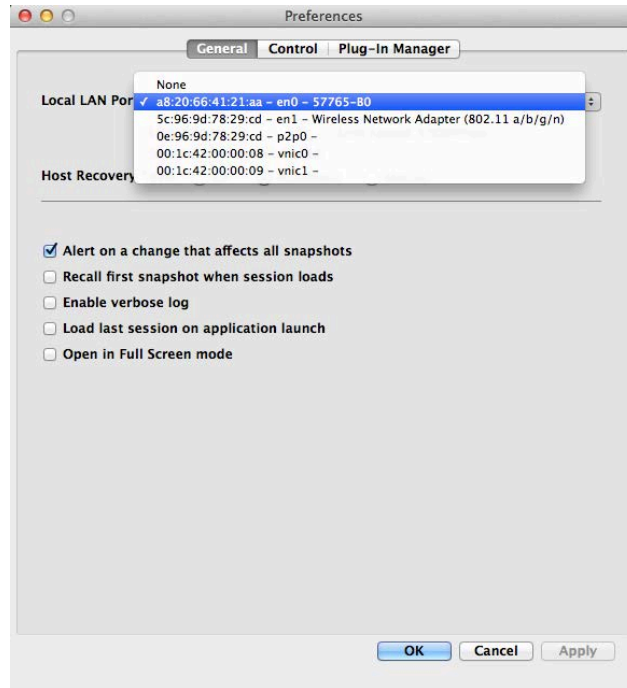 Preferences
General Control Plug-In Manager
None
Local LAN Por ✓ a8:20:66:41:21:aa - en0 - 57765-B0
5c:96:9d:78:29:cd - en1 - Wireless Network Adapter (802.11 a/b/g/n)
0e:96:9d:78:29:cd - p2p0 -
00:1c:42:00:00:08 - vnic0 -
00:1c:42:00:00:09 - vnic1 -
Host Recovery
Alert on a change that affects all snapshots
Recall first snapshot when session loads
Enable verbose log
Load last session on application launch
Open in Full Screen mode
OK Cancel Apply